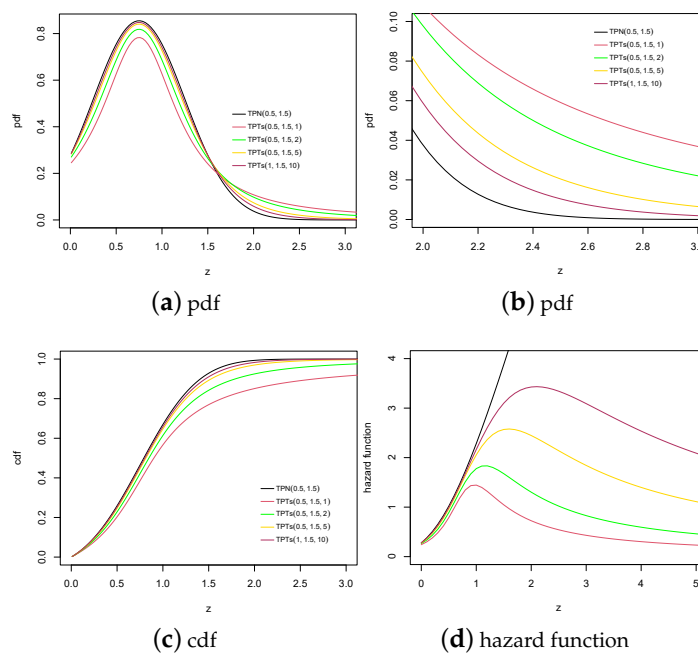 pdf
0.0 0.2 0.4 0.6 0.8
TPN(0.5, 1.5)
TPTs(0.5, 1.5, 1)
TPTs(0.5, 1.5, 2)
TPTs(0.5, 1.5, 5)
TPTs(1, 1.5, 10)
0.0 0.5 1.0 1.5 2.0 2.5 3.0
z
(a) pdf
pdf
0.00 0.02 0.04 0.06 0.08 0.10
TPN(0.5, 1.5)
TPTs(0.5, 1.5, 1)
TPTs(0.5, 1.5, 2)
TPTs(0.5, 1.5, 5)
TPTs(1, 1.5, 10)
2.0 2.2 2.4 2.6 2.8
z
(b) pdf
cdf
0.0 0.2 0.4 0.6 0.8 1.0
TPN(0.5, 1.5)
TPTs(0.5, 1.5, 1)
TPTs(0.5, 1.5, 2)
TPTs(0.5, 1.5, 5)
TPTs(1, 1.5, 10)
0.0 0.5 1.0 1.5 2.0 2.5 3.0
z
(c) cdf
hazard function
0 1 2 3 4
0 1 2 3 4 5
z
(d) hazard function